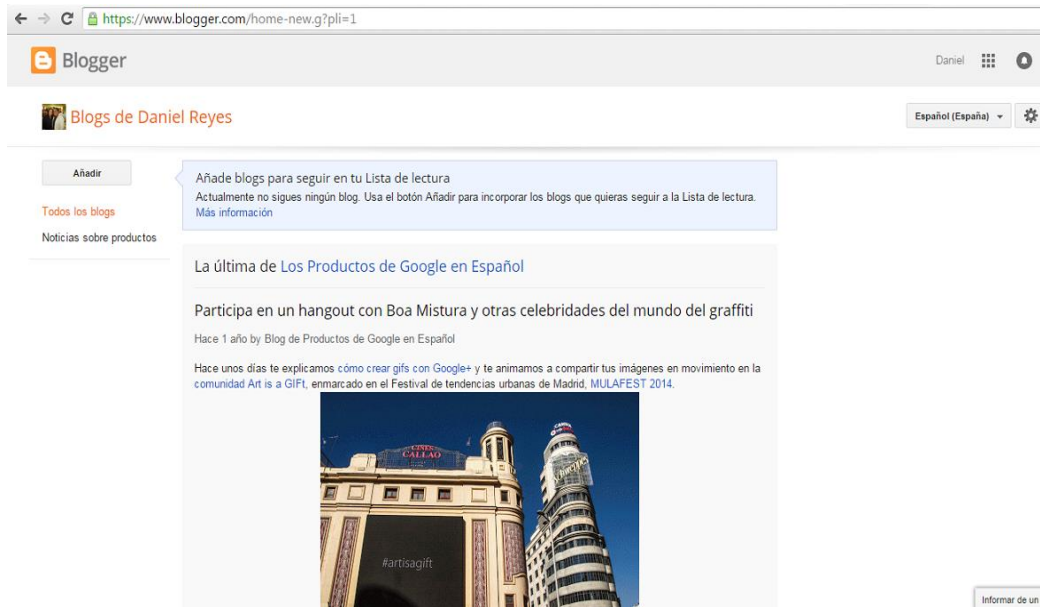 https://www.blogger.com/home-new.g?pli=1
Blogger
Daniel
Blogs de Daniel Reyes
Español (España)
Añadir
Todos los blogs
Noticias sobre productos
Añade blogs para seguir en tu Lista de lectura
Actualmente no sigues ningún blog. Usa el botón Añadir para incorporar los blogs que quieras seguir a la Lista de lectura.
Más información
La última de Los Productos de Google en Español
Participa en un hangout con Boa Mistura y otras celebridades del mundo del graffiti
Hace 1 año by Blog de Productos de Google en Español
Hace unos días te explicamos cómo crear gifs con Google+ y te animamos a compartir tus imágenes en movimiento en la
comunidad Art is a GIFt, enmarcado en el Festival de tendencias urbanas de Madrid, MULAFEST 2014.
CINES
CALLAO
#artisagift
Informar de un